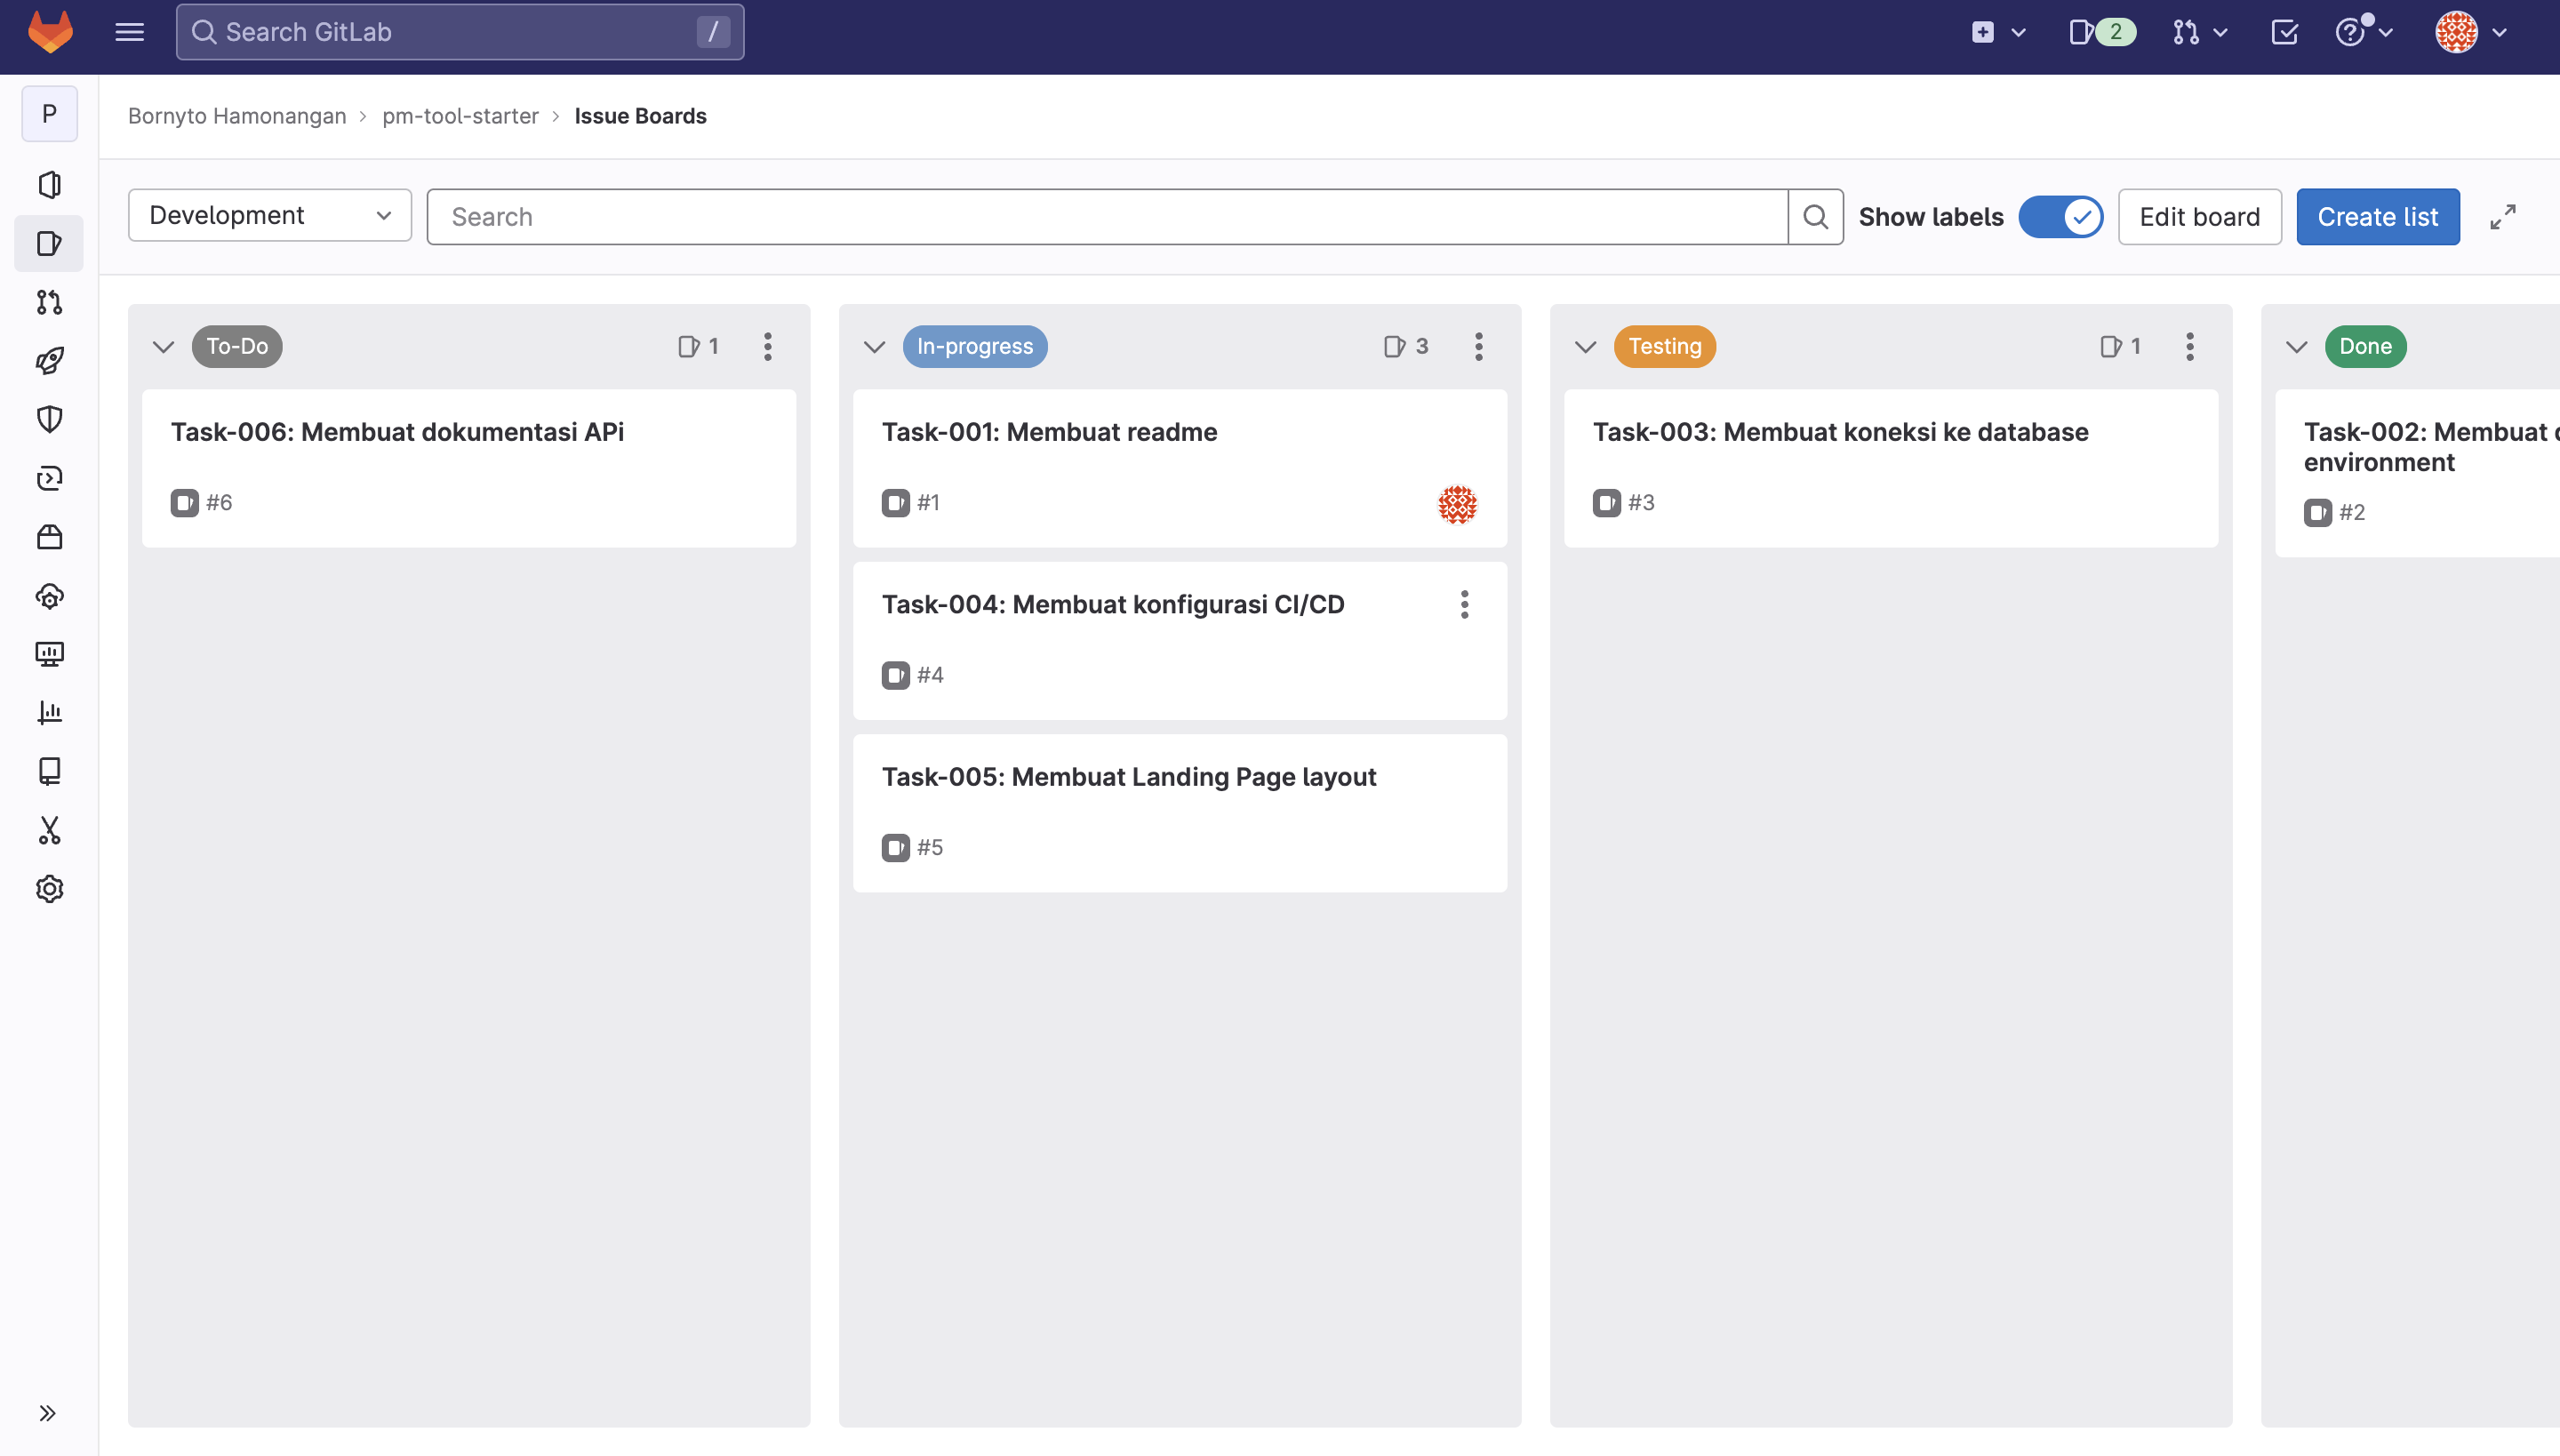 Search GitLab /
2
P
Bornyto Hamonangan > pm-tool-starter > Issue Boards
Development
Search
Show labels
Edit board
Create list
To-Do
1
Task-006: Membuat dokumentasi APi
#6
In-progress
3
Task-001: Membuat readme
#1
Task-004: Membuat konfigurasi CI/CD
#4
Task-005: Membuat Landing Page layout
#5
Testing
1
Task-003: Membuat koneksi ke database
#3
Done
Task-002: Membuat
environment
#2